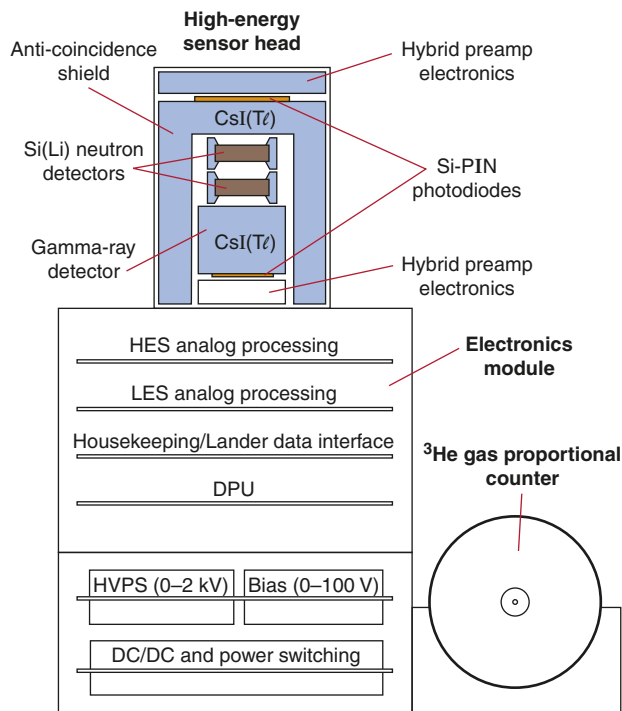 High-energy
sensor head
Anti-coincidence
shield
Hybrid preamp
electronics
CsI(Tℓ)
Si(Li) neutron
detectors
Si-PIN
photodiodes
Gamma-ray
detector
CsI(Tℓ)
Hybrid preamp
electronics
HES analog processing
Electronics
module
LES analog processing
Housekeeping/Lander data interface
³He gas proportional
counter
DPU
HVPS (0–2 kV)
Bias (0–100 V)
DC/DC and power switching